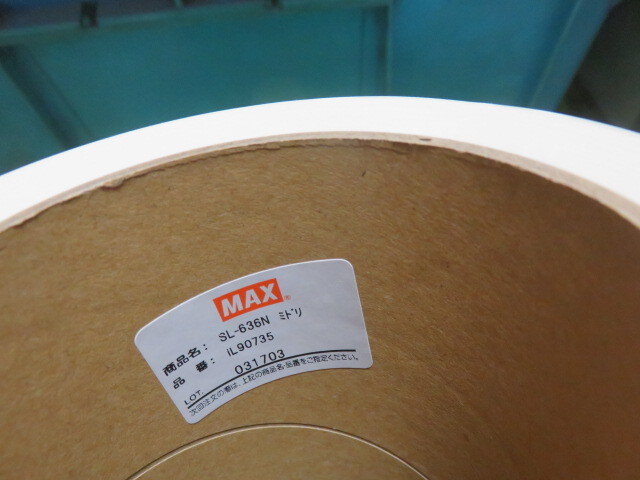 MAX®
商品名: SL-636N ﾐﾄﾞﾘ
品 番: IL90735
LOT. 031703
次回注文の際は、上記の商品名・品番をご指定ください。